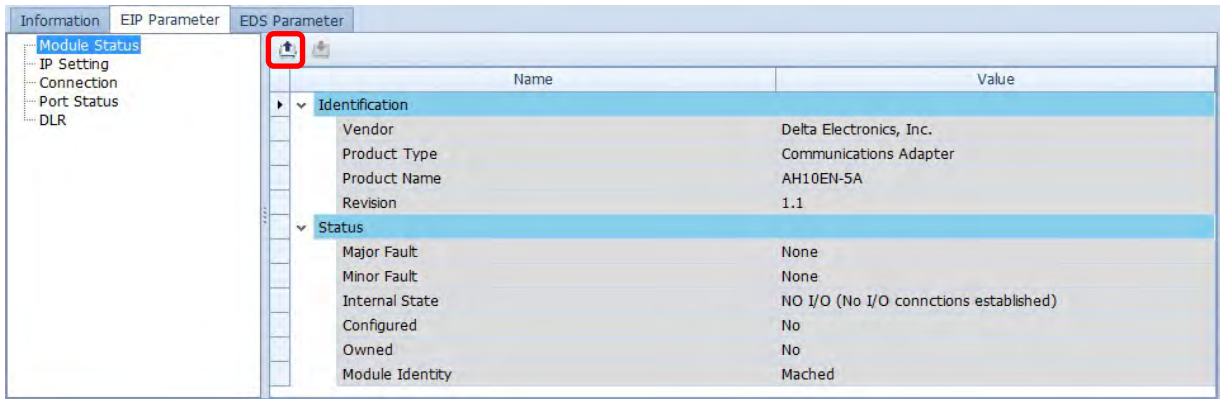 Information EIP Parameter EDS Parameter
Module Status
IP Setting
Connection
Port Status
DLR
Name Value
Identification
Vendor Delta Electronics, Inc.
Product Type Communications Adapter
Product Name AH10EN-5A
Revision 1.1
Status
Major Fault None
Minor Fault None
Internal State NO I/O (No I/O connctions established)
Configured No
Owned No
Module Identity Mached